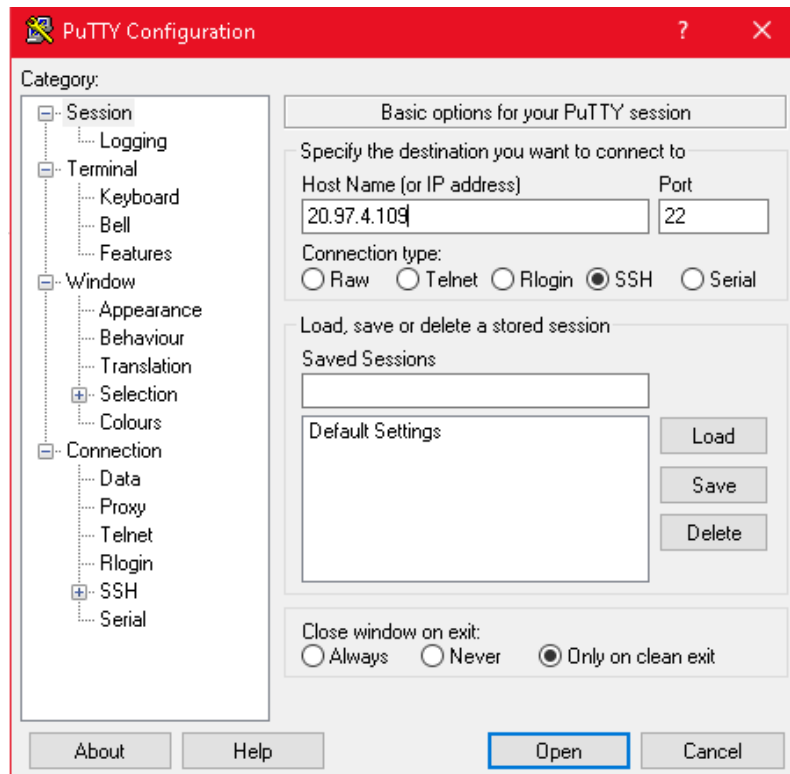 PuTTY Configuration
?
Category:
Session
Logging
Terminal
Keyboard
Bell
Features
Window
Appearance
Behaviour
Translation
Selection
Colours
Connection
Data
Proxy
Telnet
Rlogin
SSH
Serial
Basic options for your PuTTY session
Specify the destination you want to connect to
Host Name (or IP address) Port
20.97.4.109 22
Connection type:
Raw Telnet Rlogin SSH Serial
Load, save or delete a stored session
Saved Sessions
Default Settings
Load
Save
Delete
Close window on exit:
Always Never Only on clean exit
About Help Open Cancel